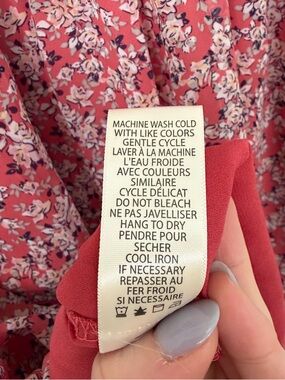 MACHINE WASH COLD
WITH LIKE COLORS
GENTLE CYCLE
LAVER À LA MACHINE
L'EAU FROIDE
AVEC COULEURS
SIMILAIRE
CYCLE DÉLICAT
DO NOT BLEACH
NE PAS JAVELLISER
HANG TO DRY
PENDRE POUR
SECHER
COOL IRON
IF NECESSARY
REPASSER AU
FER FROID
SI NECESSAIRE